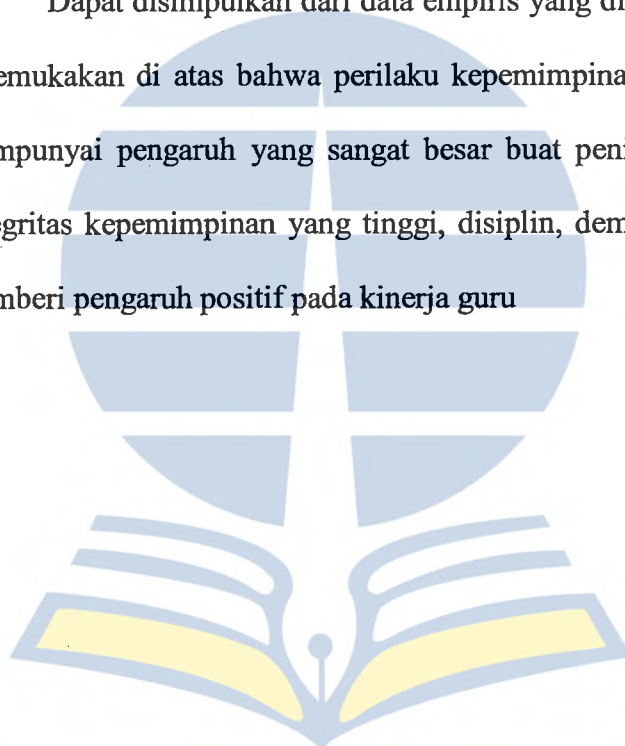 Dapat disimpulkan dari data empiris yang di
emukakan di atas bahwa perilaku kepemimpina
mpunyai pengaruh yang sangat besar buat peni
egritas kepemimpinan yang tinggi, disiplin, dem
mberi pengaruh positif pada kinerja guru